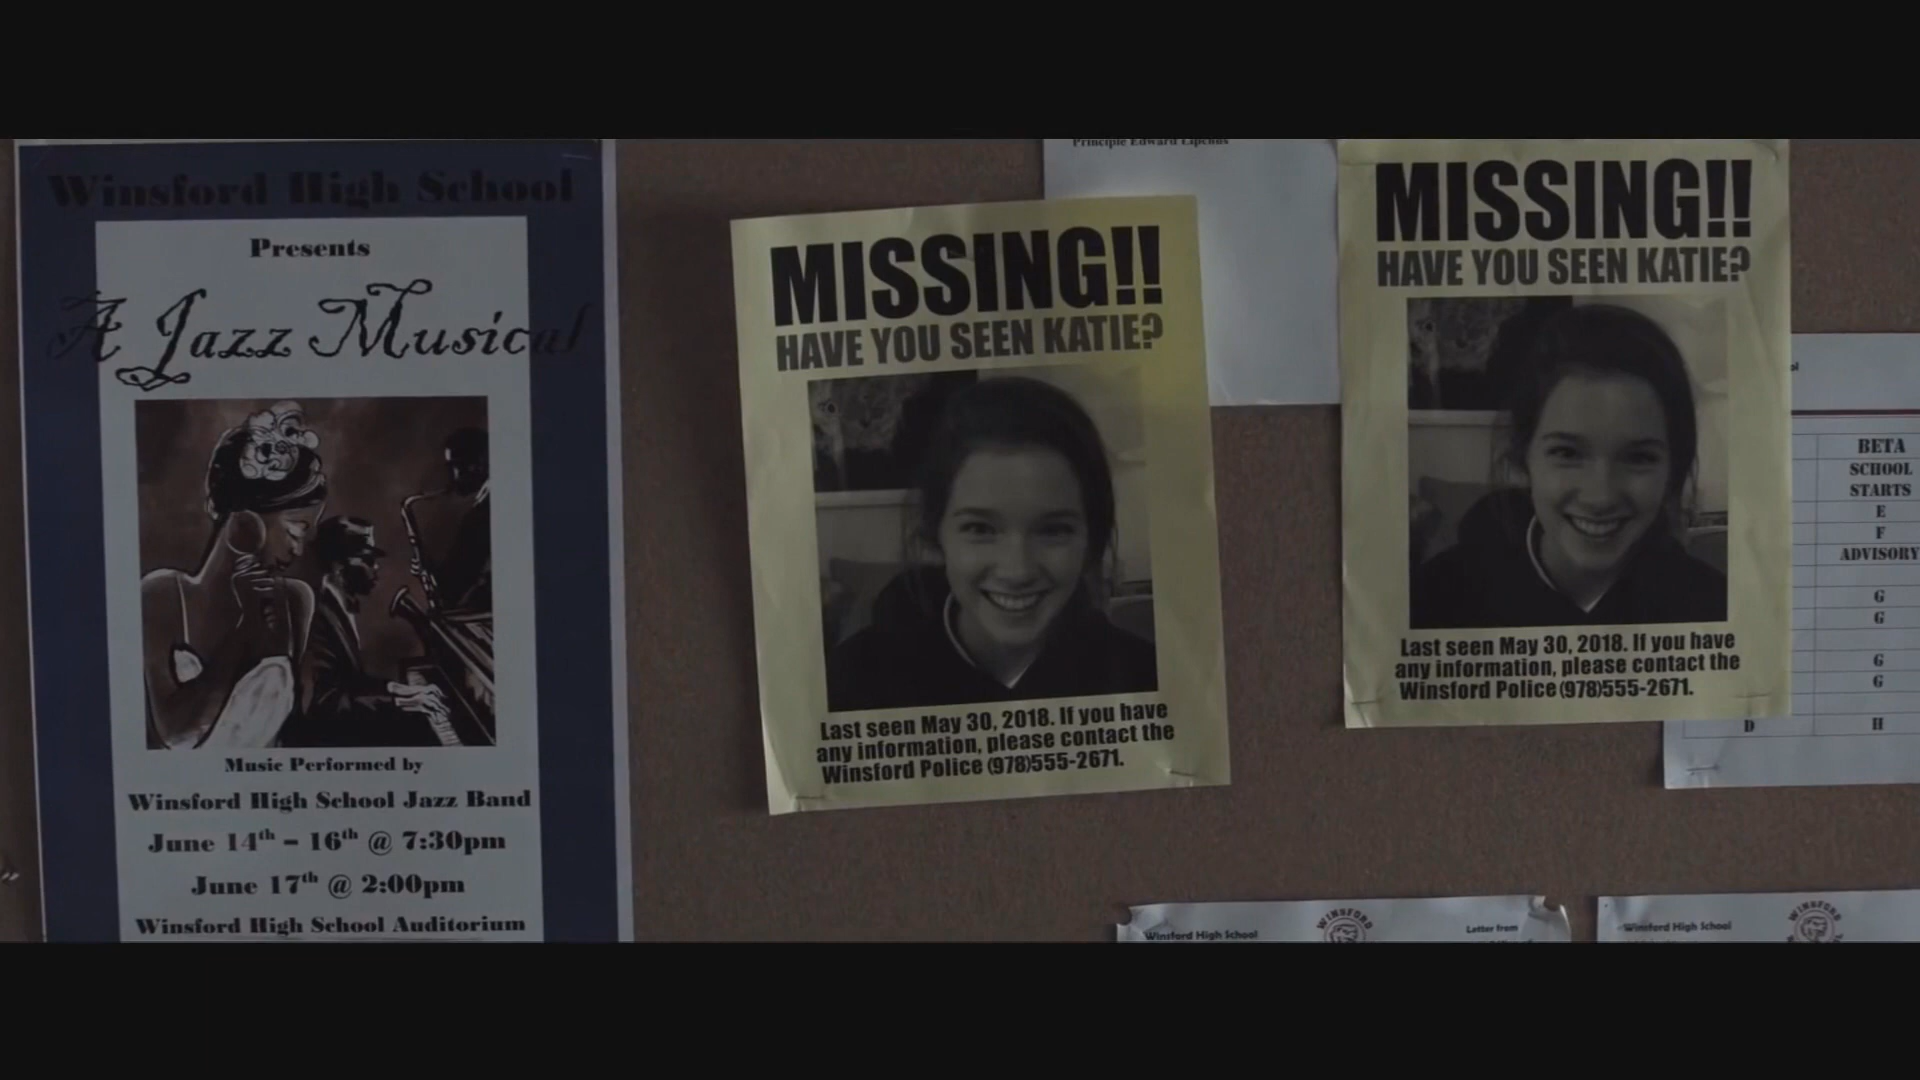 Winsford High School
Presents
A Jazz Musical
Music Performed by
Winsford High School Jazz Band
June 14th – 16th @ 7:30pm
June 17th @ 2:00pm
Winsford High School Auditorium
MISSING!!
HAVE YOU SEEN KATIE?
Last seen May 30, 2018. If you have
any information, please contact the
Winsford Police (978)555-2671.
Principle Edward
MISSING!!
HAVE YOU SEEN KATIE?
Last seen May 30, 2018. If you have
any information, please contact the
Winsford Police (978)555-2671.
BETA
SCHOOL
STARTS
E
F
ADVISORY
G
G
G
G
D H
Winsford High School
WINSFORD
Letter from
Winsford High School
WINSFORD